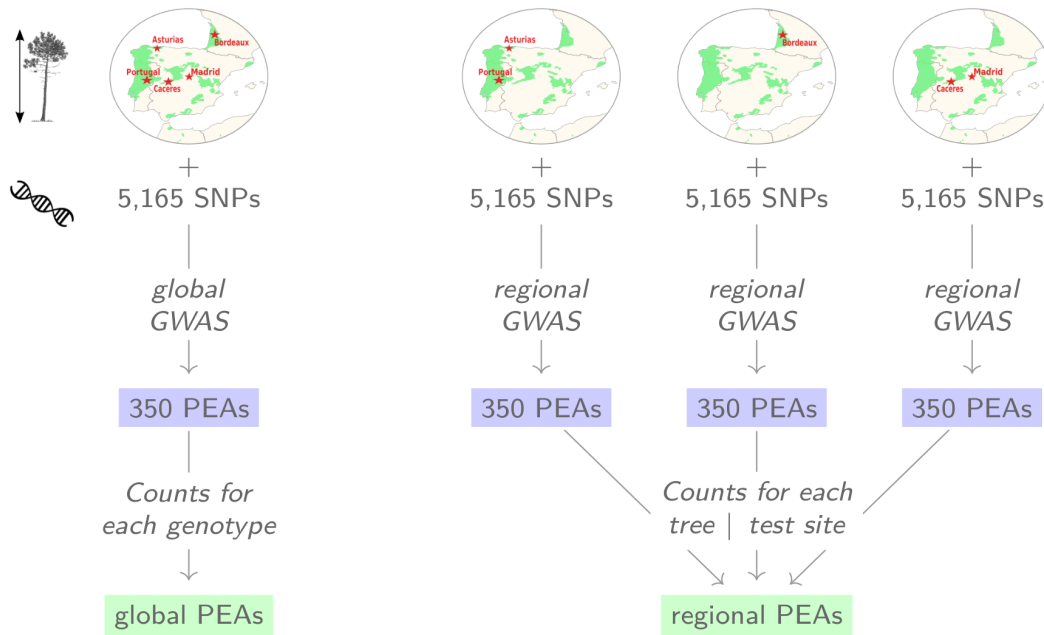 Asturias
Bordeaux
Portugal
Madrid
Caceres
Asturias
Portugal
Bordeaux
Madrid
Caceres
+
+
+
+
5,165 SNPs
5,165 SNPs
5,165 SNPs
5,165 SNPs
global
GWAS
regional
GWAS
regional
GWAS
regional
GWAS
350 PEAs
350 PEAs
350 PEAs
350 PEAs
Counts for
each genotype
Counts for each
tree | test site
global PEAs
regional PEAs